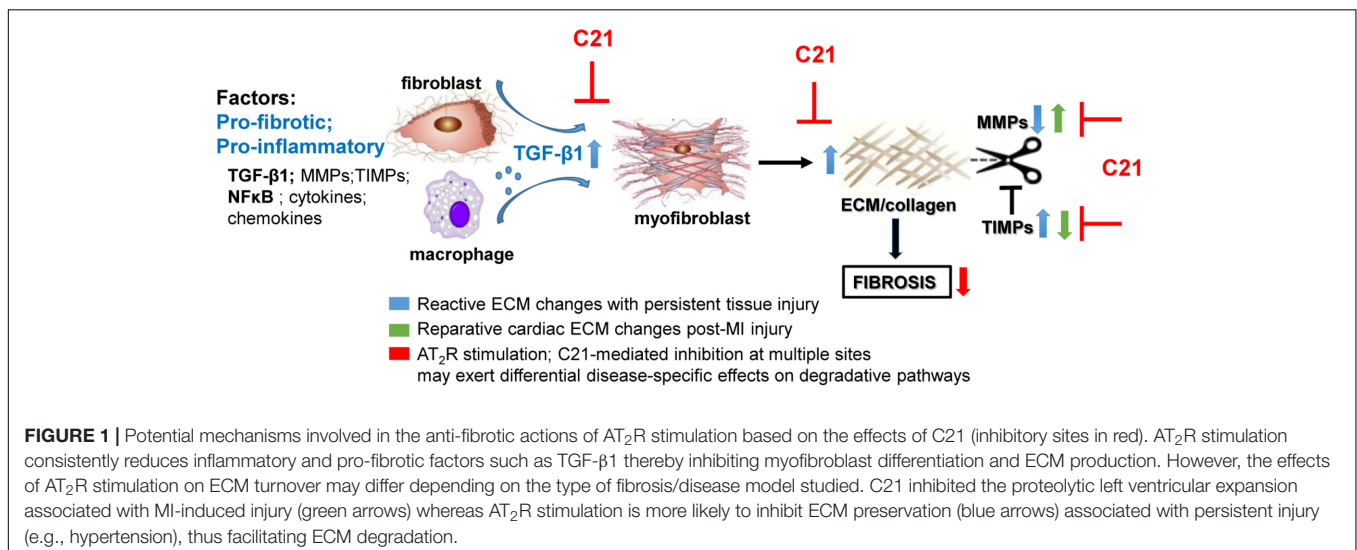 C21
C21
fibroblast
Factors:
Pro-fibrotic;
Pro-inflammatory
TGF-β1; MMPs;TIMPs;
NFκB ; cytokines;
chemokines
macrophage
TGF-β1
myofibroblast
ECM/collagen
MMPs
C21
TIMPs
FIBROSIS
Reactive ECM changes with persistent tissue injury
Reparative cardiac ECM changes post-MI injury
AT₂R stimulation; C21-mediated inhibition at multiple sites
may exert differential disease-specific effects on degradative pathways
FIGURE 1 | Potential mechanisms involved in the anti-fibrotic actions of AT₂R stimulation based on the effects of C21 (inhibitory sites in red). AT₂R stimulation
consistently reduces inflammatory and pro-fibrotic factors such as TGF-β1 thereby inhibiting myofibroblast differentiation and ECM production. However, the effects
of AT₂R stimulation on ECM turnover may differ depending on the type of fibrosis/disease model studied. C21 inhibited the proteolytic left ventricular expansion
associated with MI-induced injury (green arrows) whereas AT₂R stimulation is more likely to inhibit ECM preservation (blue arrows) associated with persistent injury
(e.g., hypertension), thus facilitating ECM degradation.